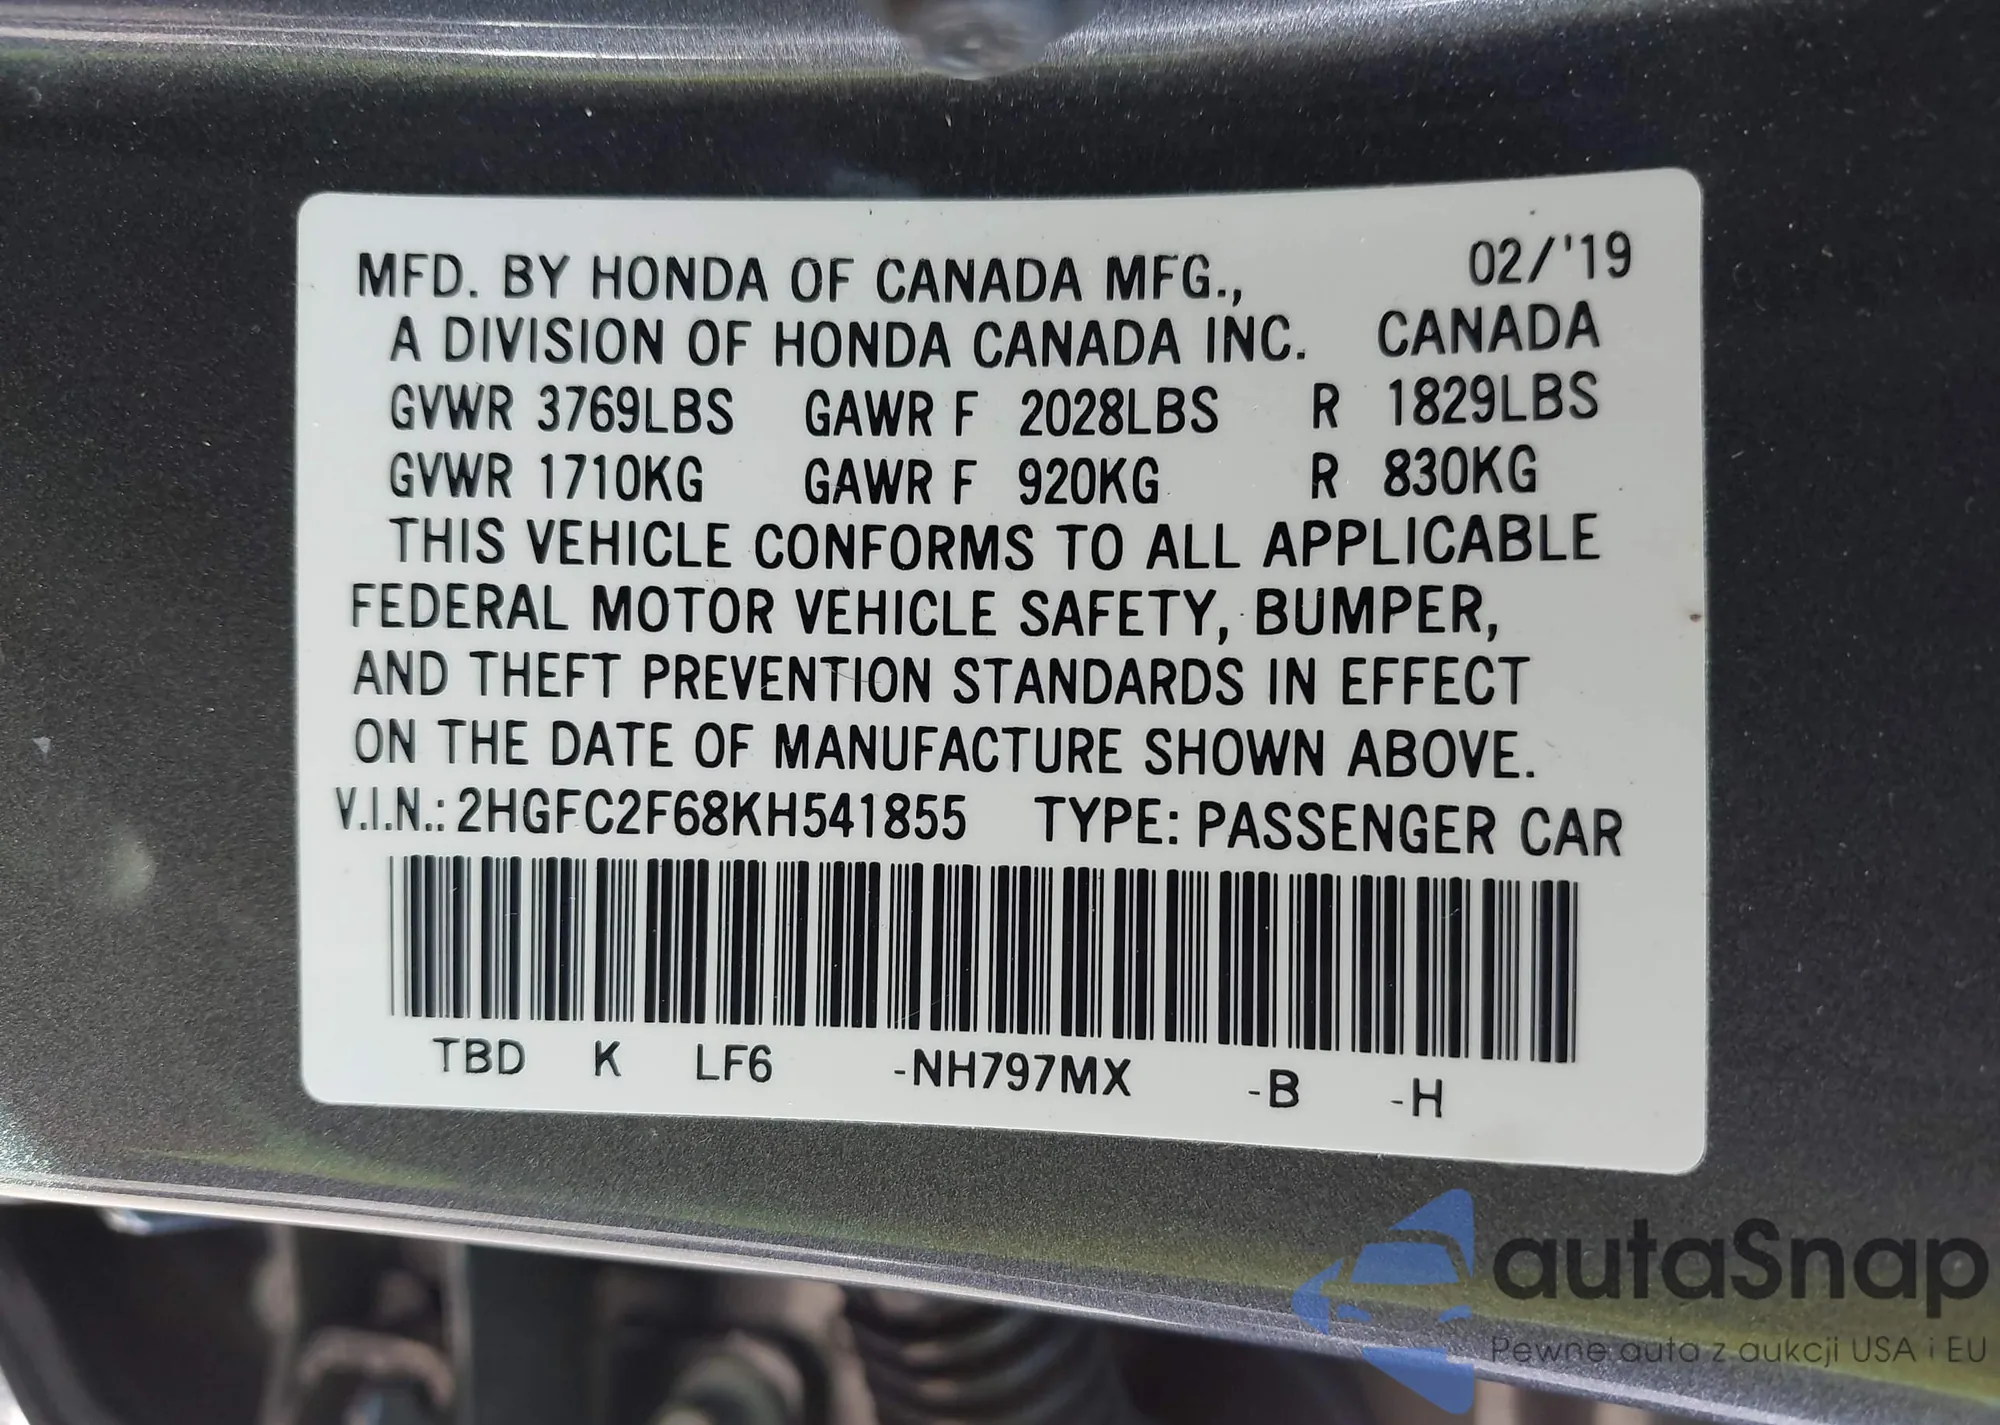 MFD. BY HONDA OF CANADA MFG., 02/'19
A DIVISION OF HONDA CANADA INC. CANADA
GVWR 3769LBS GAWR F 2028LBS R 1829LBS
GVWR 1710KG GAWR F 920KG R 830KG
THIS VEHICLE CONFORMS TO ALL APPLICABLE
FEDERAL MOTOR VEHICLE SAFETY, BUMPER,
AND THEFT PREVENTION STANDARDS IN EFFECT
ON THE DATE OF MANUFACTURE SHOWN ABOVE.
V.I.N.: 2HGFC2F68KH541855 TYPE: PASSENGER CAR
TBD K LF6 -NH797MX -B -H
autaSnap
Pewne auta z aukcji USA i EU